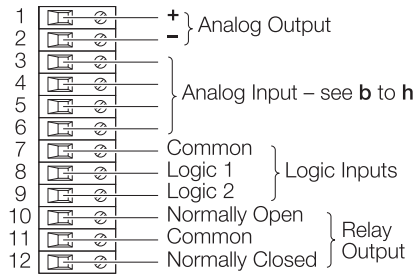 1 +
2 –
Analog Output
3
4
5
6
Analog Input – see b to h
7 Common
8 Logic 1
9 Logic 2
Logic Inputs
10 Normally Open
11 Common
12 Normally Closed
Relay
Output